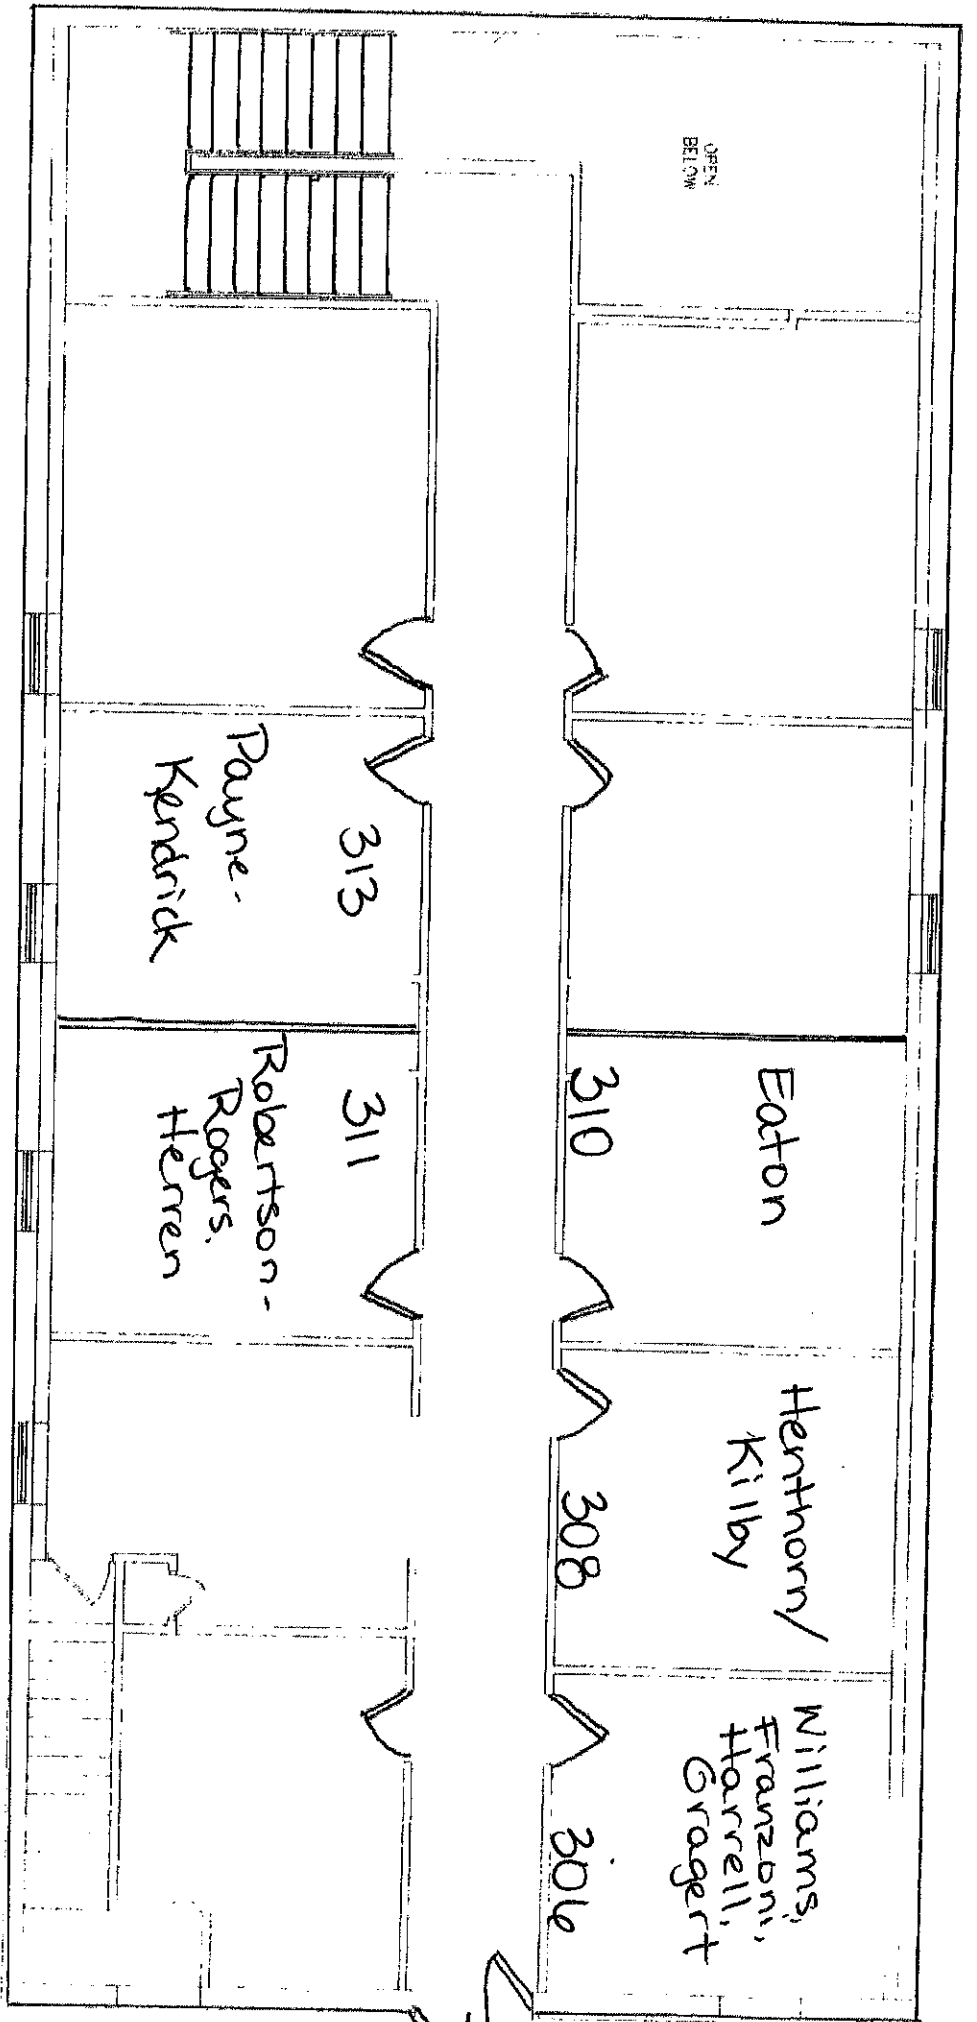 OPEN
BELOW
Payne-
Kendrick
313
Robertson-
Rogers.
Herren
311
310
Eaton
Henthorn/
Kilby
308
Williams,
Franzoni,
Harrell,
Gragert
306